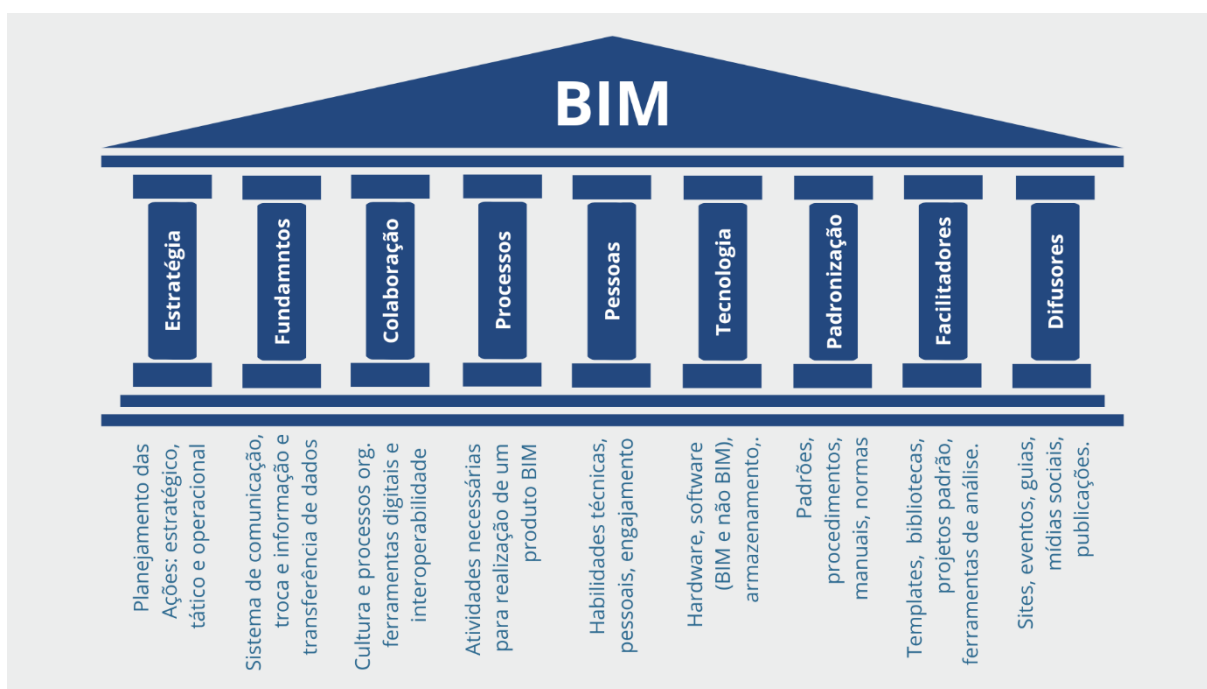 BIM
Estratégia
Fundamntos
Colaboração
Processos
Pessoas
Tecnologia
Padronização
Facilitadores
Difusores
Planejamento das
Ações: estratégico,
tático e operacional
Sistema de comunicação,
troca e informação e
transferência de dados
Cultura e processos org.
ferramentas digitais e
interoperabilidade
Atividades necessárias
para realização de um
produto BIM
Habilidades técnicas,
pessoais, engajamento
Hardware, software
(BIM e não BIM),
armazenamento,.
Padrões,
procedimentos,
manuais, normas
Templates, bibliotecas,
projetos padrão,
ferramentas de análise.
Sites, eventos, guias,
mídias sociais,
publicações.